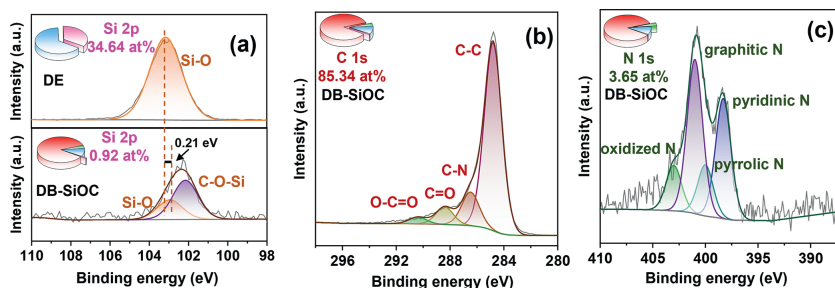 (a)
Si 2p
34.64 at%
DE
Si-O
Intensity (a.u.)
Si 2p
0.92 at%
0.21 eV
DB-SiOC
Si-O
C-O-Si
Intensity (a.u.)
110 108 106 104 102 100 98
Binding energy (eV)
(b)
C 1s
85.34 at%
DB-SiOC
C-C
C-N
C=O
O-C=O
Intensity (a.u.)
296 292 288 284 280
Binding energy (eV)
(c)
N 1s
3.65 at%
DB-SiOC
graphitic N
pyridinic N
oxidized N
pyrrolic N
Intensity (a.u.)
410 405 400 395 390
Binding energy (eV)